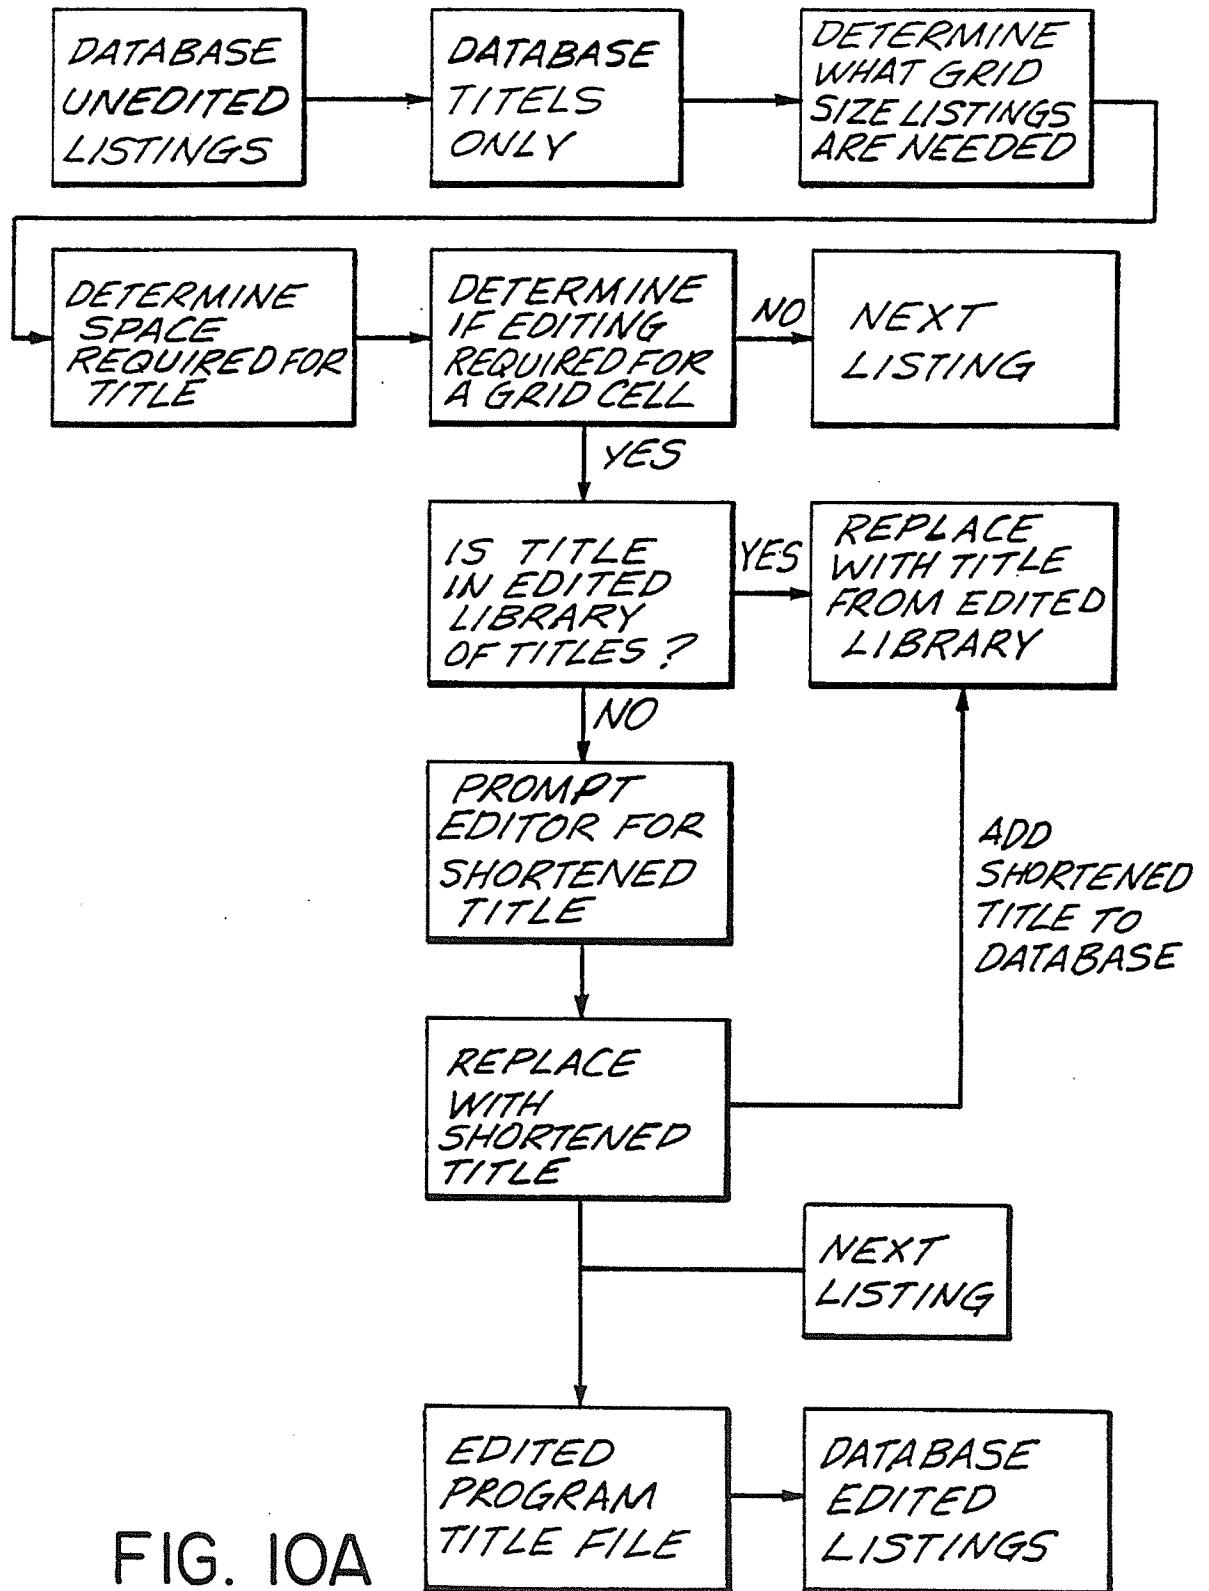 DATABASE
UNEDITED
LISTINGS
DATABASE
TITELS
ONLY
DETERMINE
WHAT GRID
SIZE LISTINGS
ARE NEEDED
DETERMINE
SPACE
REQUIRED FOR
TITLE
DETERMINE
IF EDITING
REQUIRED FOR
A GRID CELL
NO
NEXT
LISTING
YES
IS TITLE
IN EDITED
LIBRARY
OF TITLES?
YES
REPLACE
WITH TITLE
FROM EDITED
LIBRARY
NO
PROMPT
EDITOR FOR
SHORTENED
TITLE
ADD
SHORTENED
TITLE TO
DATABASE
REPLACE
WITH
SHORTENED
TITLE
NEXT
LISTING
EDITED
PROGRAM
TITLE FILE
DATABASE
EDITED
LISTINGS
FIG. 10A